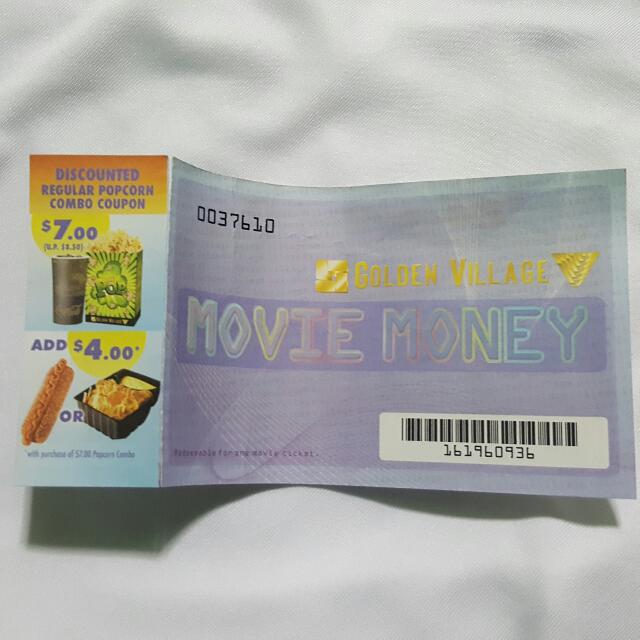 DISCOUNTED
REGULAR POPCORN
COMBO COUPON
$7.00
(U.P. $8.50)
POP
ADD $4.00*
OR
*with purchase of $7.00 Popcorn Combo
0037610
GOLDEN VILLAGE
MOVIE MONEY
161960936
Redeemable for one movie ticket.